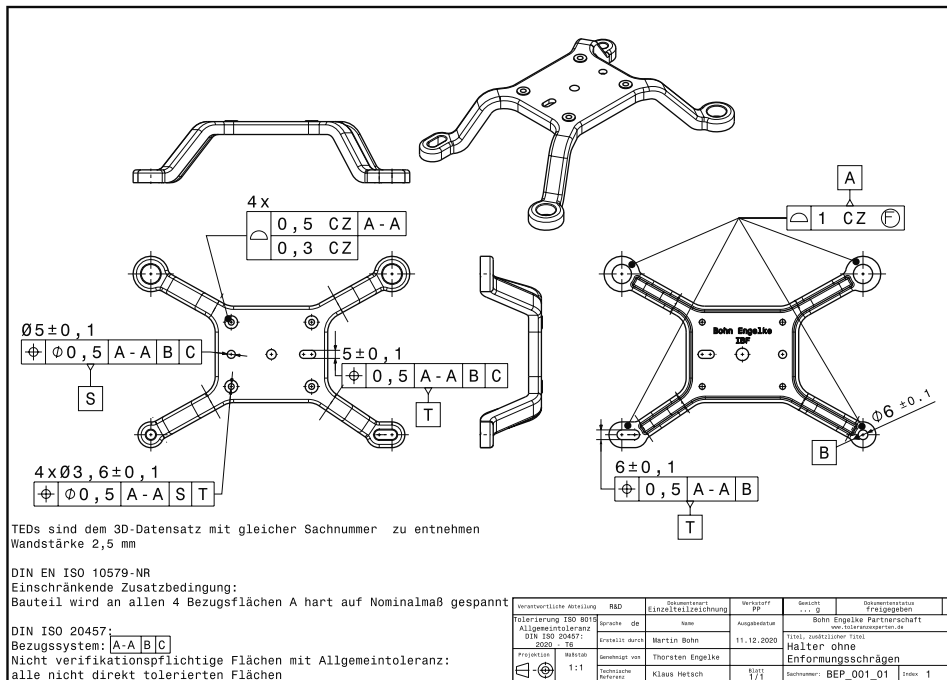 4x
0,5 CZ A-A
0,3 CZ
A
1 CZ Ⓕ
Ø5±0,1
Ø0,5 A-A B C
S
5±0,1
0,5 A-A B C
T
4xØ3,6±0,1
Ø0,5 A-A S T
Bohn Engelke
IBF
Ø6 ±0.1
B
6±0,1
0,5 A-A B
T
TEDs sind dem 3D-Datensatz mit gleicher Sachnummer zu entnehmen
Wandstärke 2,5 mm
DIN EN ISO 10579-NR
Einschränkende Zusatzbedingung:
Bauteil wird an allen 4 Bezugsflächen A hart auf Nominalmaß gespannt
DIN ISO 20457:
Bezugssystem: A-A B C
Nicht verifikationspflichtige Flächen mit Allgemeintoleranz:
alle nicht direkt tolerierten Flächen
Verantwortliche Abteilung R&D
Dokumentenart
Einzelteilzeichnung
Werkstoff
PP
Gewicht
... g
Dokumentenstatus
freigegeben
Tolerierung ISO 8015
Allgemeintoleranz
DIN ISO 20457:
2020 - T6
Sprache de
Name
Ausgabedatum
Bohn Engelke Partnerschaft
www.toleranzexperten.de
Erstellt durch Martin Bohn
11.12.2020
Titel, zusätzlicher Titel
Halter ohne
Enformungsschrägen
Projektion
Maßstab
1:1
Genehmigt von Thorsten Engelke
Technische
Referenz
Klaus Hetsch
Blatt
1/1
Sachnummer: BEP_001_01
Index 1